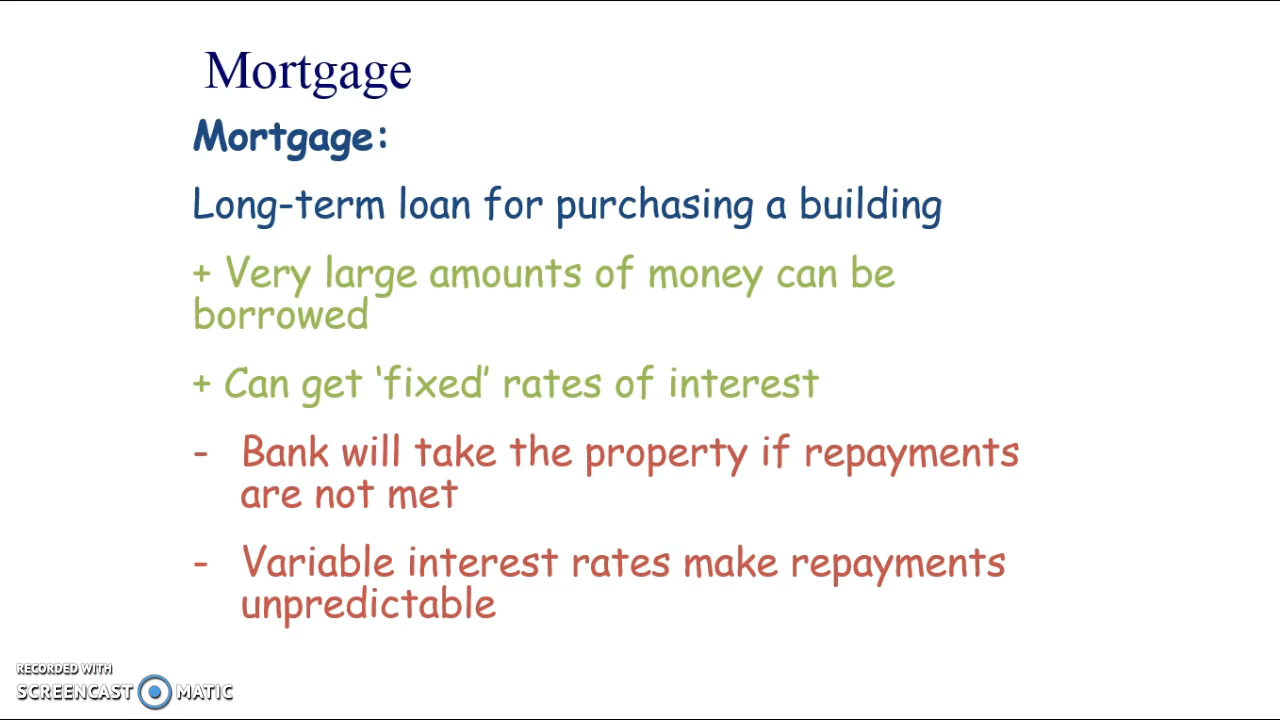 Mortgage
Mortgage:
Long-term loan for purchasing a building
+ Very large amounts of money can be
borrowed
+ Can get ‘fixed’ rates of interest
- Bank will take the property if repayments
are not met
- Variable interest rates make repayments
unpredictable
RECORDED WITH
SCREENCAST MATIC